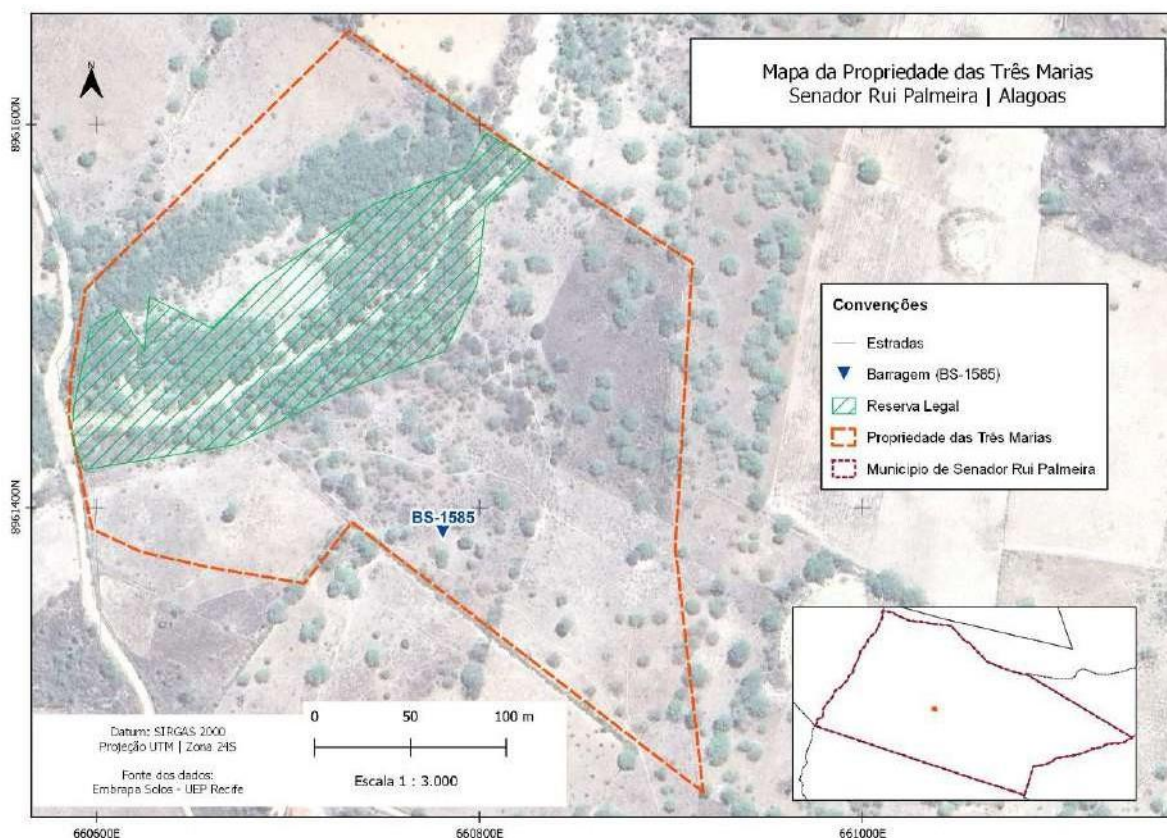 Mapa da Propriedade das Três Marias
Senador Rui Palmeira | Alagoas
N
8961600N
8961400N
Convenções
Estradas
Barragem (BS-1585)
Reserva Legal
Propriedade das Três Marias
Município de Senador Rui Palmeira
BS-1585
Datum: SIRGAS 2000
Projeção UTM | Zona 24S
Fonte dos dados:
Embrapa Solos - UEP Recife
0 50 100 m
Escala 1 : 3.000
660600E 660800E 661000E